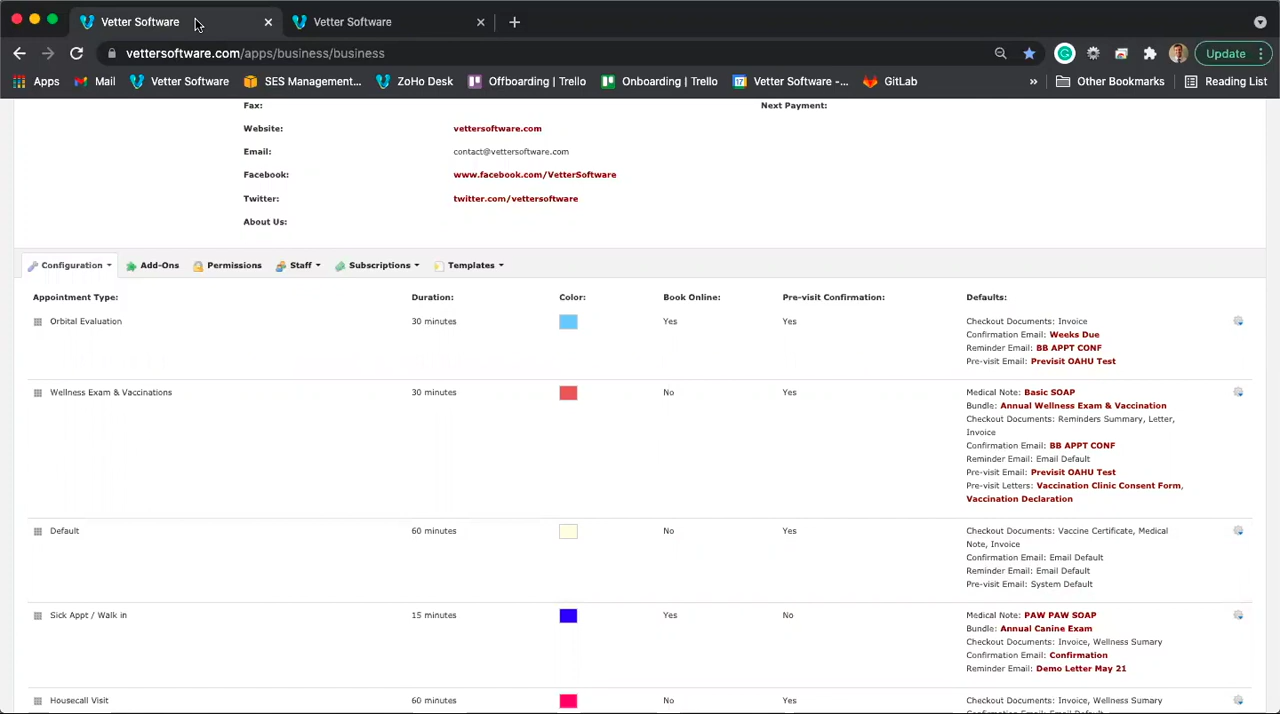 Vetter Software
Vetter Software
vettersoftware.com/apps/business/business
Update
Apps
Mail
Vetter Software
SES Management...
ZoHo Desk
Offboarding | Trello
Onboarding | Trello
Vetter Software -...
GitLab
»
Other Bookmarks
Reading List
Fax:
Next Payment:
Website: vettersoftware.com
Email: contact@vettersoftware.com
Facebook: www.facebook.com/VetterSoftware
Twitter: twitter.com/vettersoftware
About Us:
Configuration Add-Ons Permissions Staff Subscriptions Templates
Appointment Type: Duration: Color: Book Online: Pre-visit Confirmation: Defaults:
Orbital Evaluation 30 minutes Yes Yes Checkout Documents: Invoice
Confirmation Email: Weeks Due
Reminder Email: BB APPT CONF
Pre-visit Email: Previsit OAHU Test
Wellness Exam & Vaccinations 30 minutes No Yes Medical Note: Basic SOAP
Bundle: Annual Wellness Exam & Vaccination
Checkout Documents: Reminders Summary, Letter,
Invoice
Confirmation Email: BB APPT CONF
Reminder Email: Email Default
Pre-visit Email: Previsit OAHU Test
Pre-visit Letters: Vaccination Clinic Consent Form,
Vaccination Declaration
Default 60 minutes No Yes Checkout Documents: Vaccine Certificate, Medical
Note, Invoice
Confirmation Email: Email Default
Reminder Email: Email Default
Pre-visit Email: System Default
Sick Appt / Walk in 15 minutes Yes No Medical Note: PAW PAW SOAP
Bundle: Annual Canine Exam
Checkout Documents: Invoice, Wellness Sumary
Confirmation Email: Confirmation
Reminder Email: Demo Letter May 21
Housecall Visit 60 minutes No Yes Checkout Documents: Invoice, Wellness Sumary